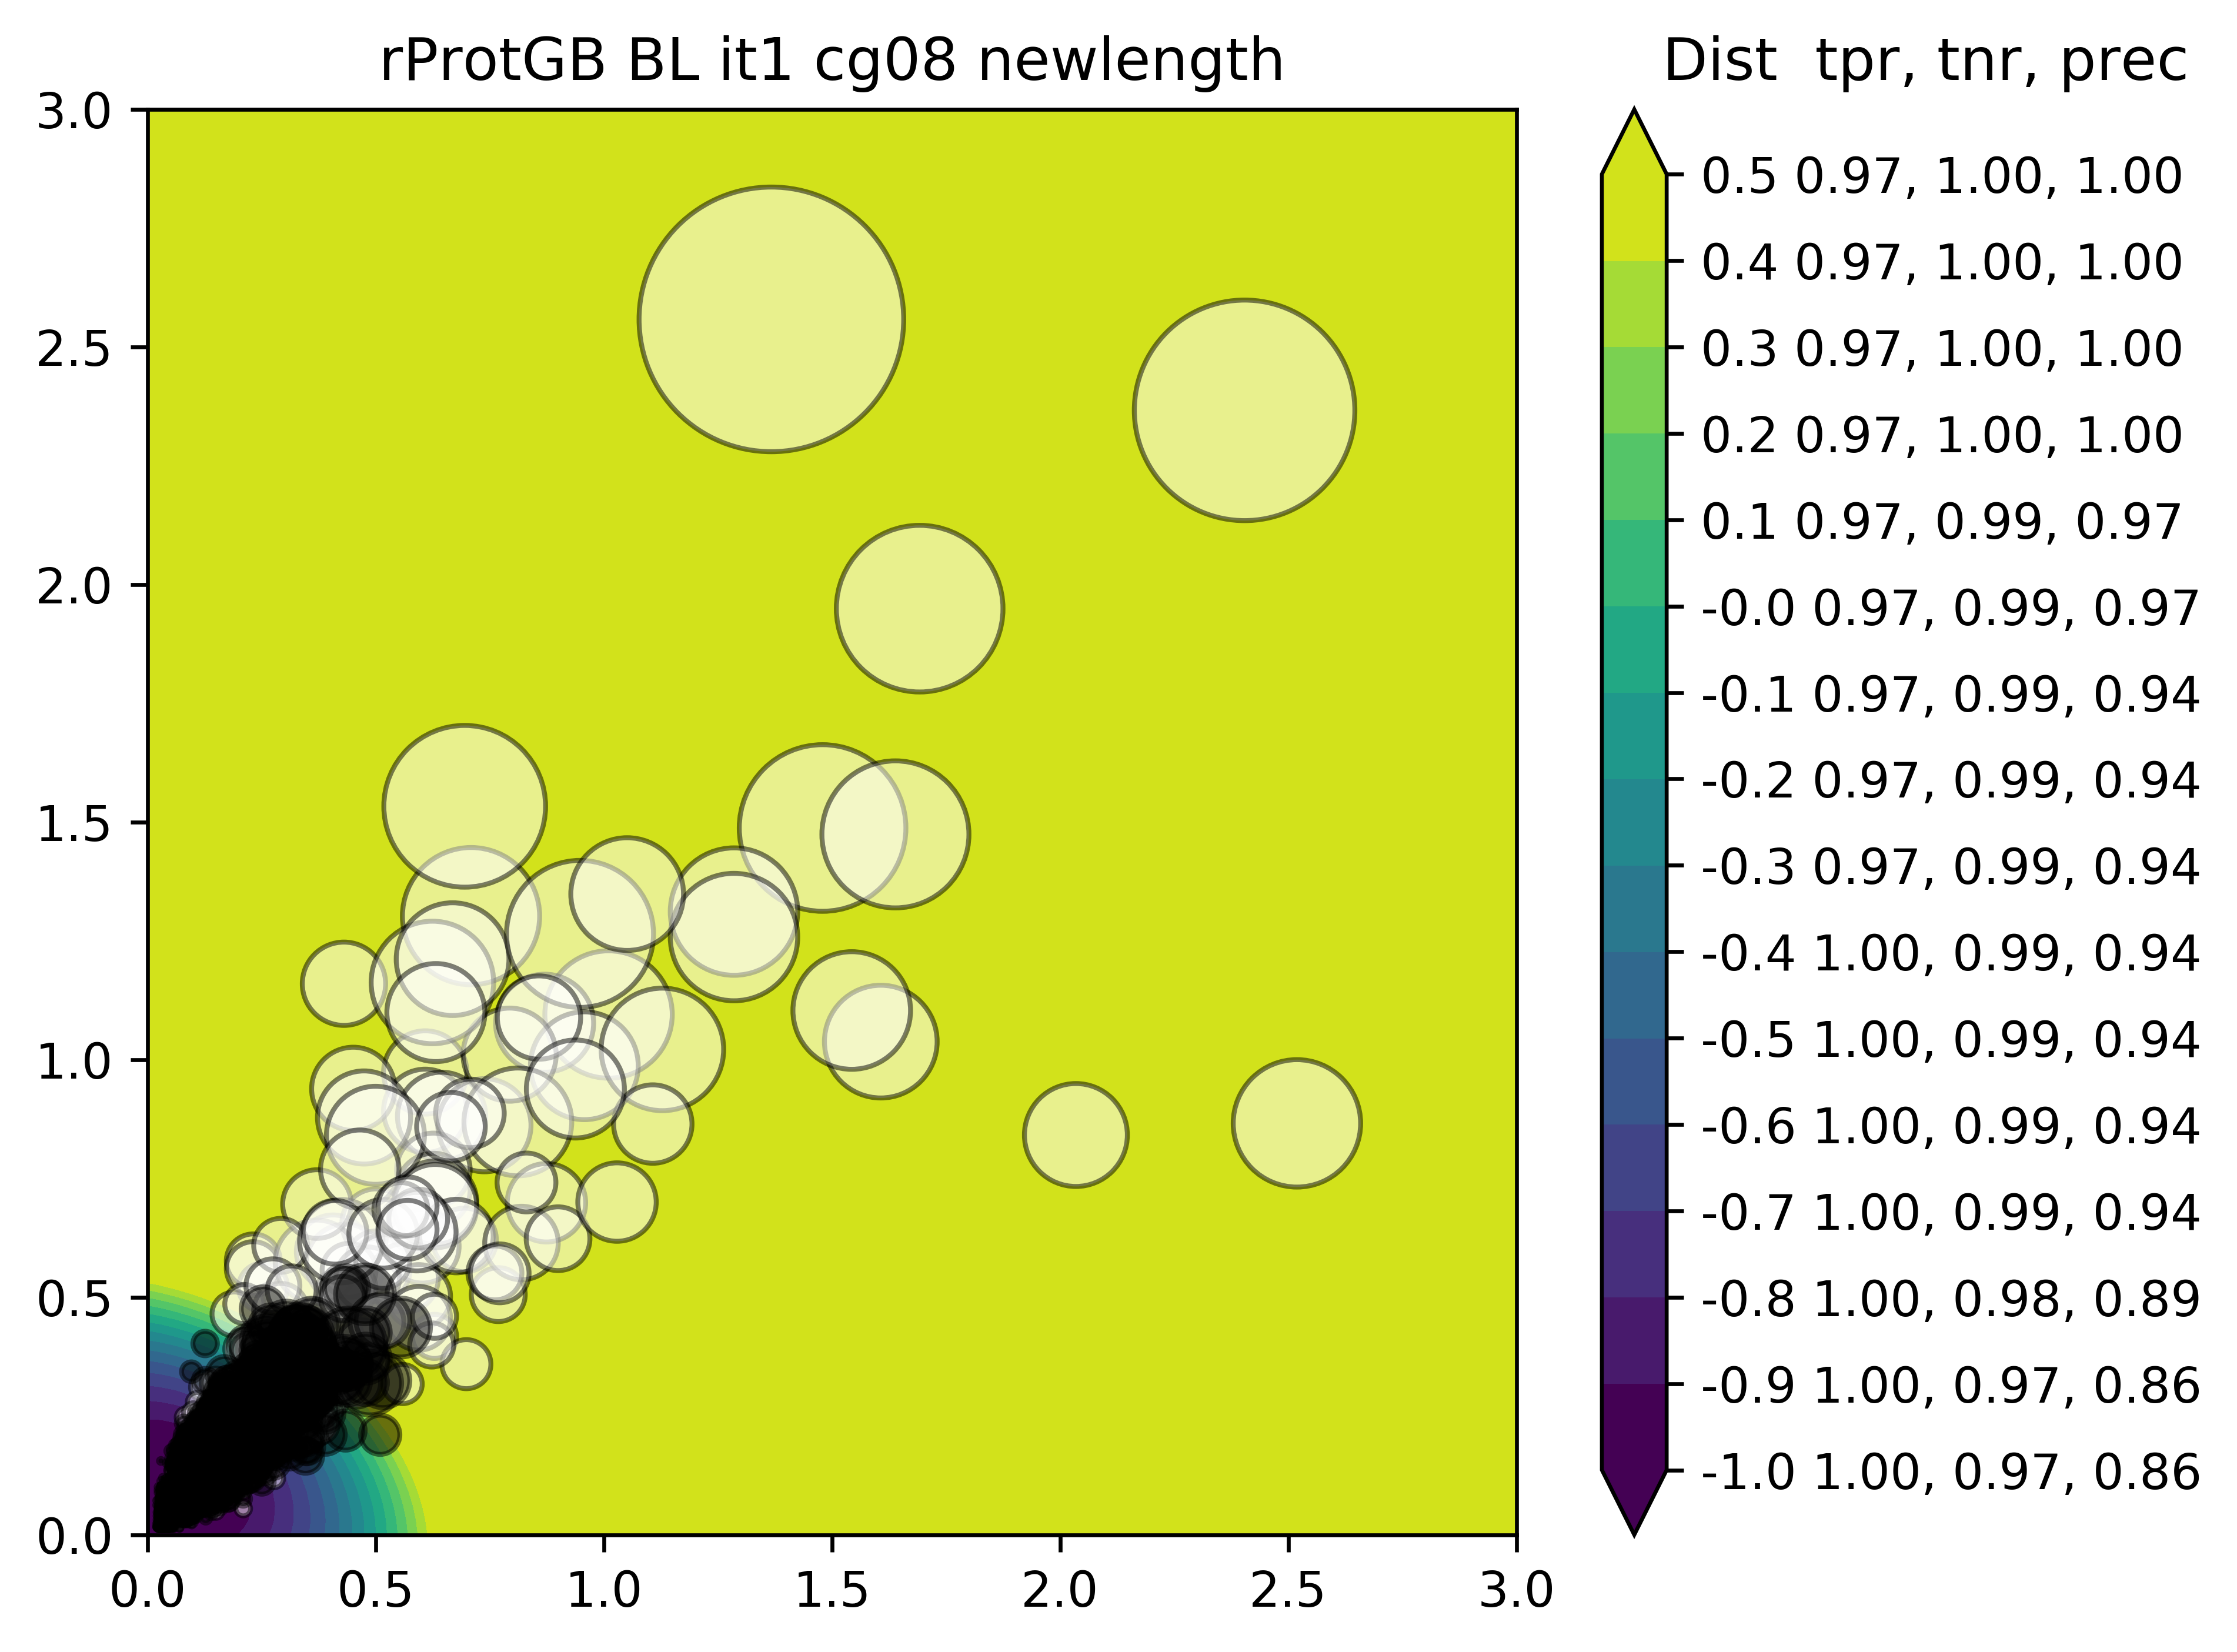 rProtGB BL it1 cg08 newlength
Dist tpr, tnr, prec
3.0
2.5
2.0
1.5
1.0
0.5
0.0
0.0 0.5 1.0 1.5 2.0 2.5 3.0
0.5 0.97, 1.00, 1.00
0.4 0.97, 1.00, 1.00
0.3 0.97, 1.00, 1.00
0.2 0.97, 1.00, 1.00
0.1 0.97, 0.99, 0.97
-0.0 0.97, 0.99, 0.97
-0.1 0.97, 0.99, 0.94
-0.2 0.97, 0.99, 0.94
-0.3 0.97, 0.99, 0.94
-0.4 1.00, 0.99, 0.94
-0.5 1.00, 0.99, 0.94
-0.6 1.00, 0.99, 0.94
-0.7 1.00, 0.99, 0.94
-0.8 1.00, 0.98, 0.89
-0.9 1.00, 0.97, 0.86
-1.0 1.00, 0.97, 0.86